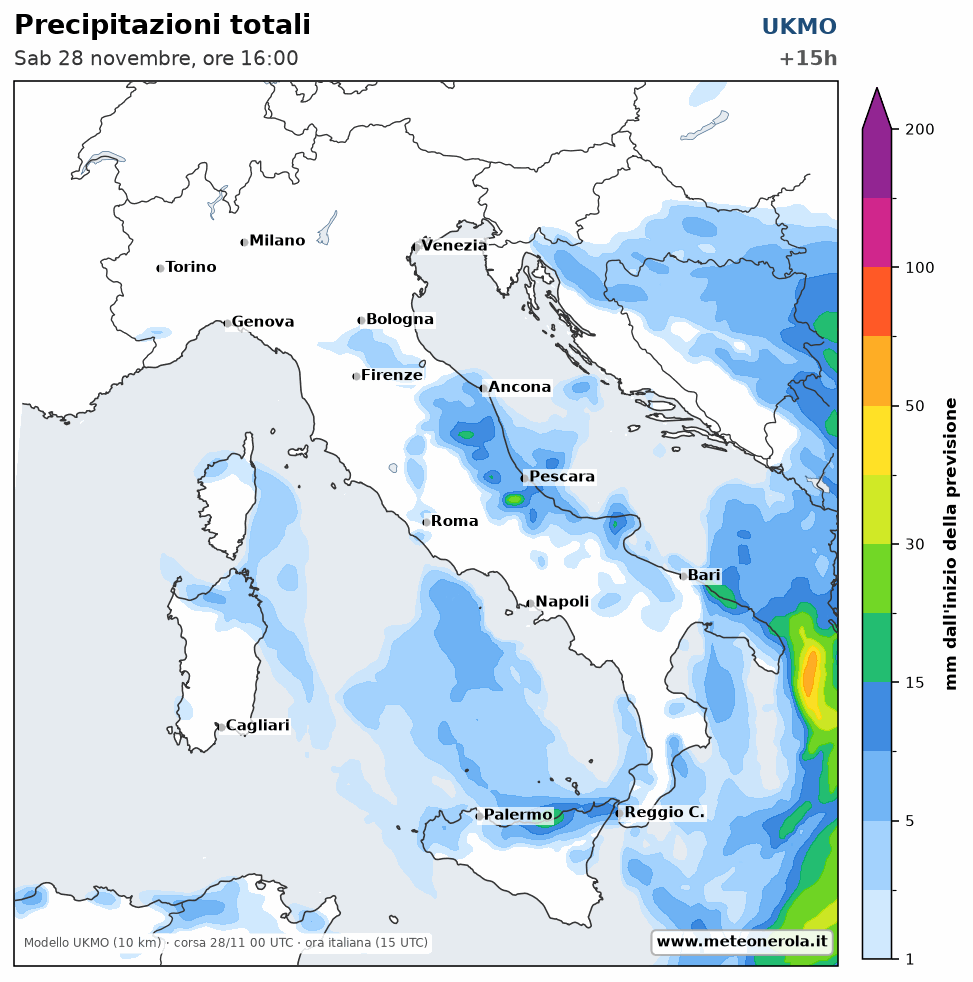 Precipitazioni totali
UKMO
Sab 28 novembre, ore 16:00
+15h
200
100
50
30
15
5
1
mm dall'inizio della previsione
Milano
Venezia
Torino
Genova
Bologna
Firenze
Ancona
Pescara
Roma
Bari
Napoli
Cagliari
Palermo
Reggio C.
Modello UKMO (10 km) · corsa 28/11 00 UTC · ora italiana (15 UTC)
www.meteonerola.it